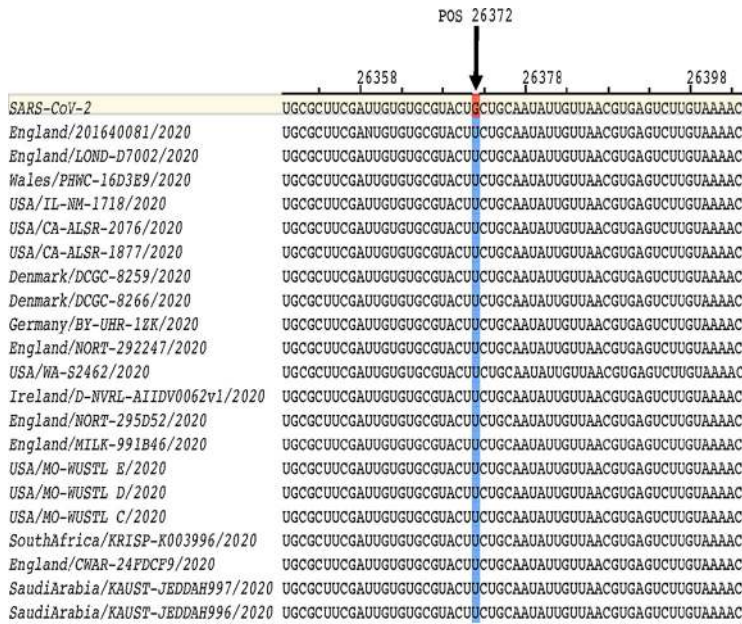 POS 26372
26358 26378 26398
SARS-CoV-2 UGCGCUUCGAUUGUGUGCGUACUGCUGCAAUAUUGUUAACGUGAGUCUUGUAAAAC
England/201640081/2020 UGCGCUUCGANUGUGUGCGUACUUCUGCAAUAUUGUUAACGUGAGUCUUGUAAAAC
England/LOND-D7002/2020 UGCGCUUCGAUUGUGUGCGUACUUCUGCAAUAUUGUUAACGUGAGUCUUGUAAAAC
Wales/PHWC-16D3E9/2020 UGCGCUUCGAUUGUGUGCGUACUUCUGCAAUAUUGUUAACGUGAGUCUUGUAAAAC
USA/IL-NM-1718/2020 UGCGCUUCGAUUGUGUGCGUACUUCUGCAAUAUUGUUAACGUGAGUCUUGUAAAAC
USA/CA-ALSR-2076/2020 UGCGCUUCGAUUGUGUGCGUACUUCUGCAAUAUUGUUAACGUGAGUCUUGUAAAAC
USA/CA-ALSR-1877/2020 UGCGCUUCGAUUGUGUGCGUACUUCUGCAAUAUUGUUAACGUGAGUCUUGUAAAAC
Denmark/DCGC-8259/2020 UGCGCUUCGAUUGUGUGCGUACUUCUGCAAUAUUGUUAACGUGAGUCUUGUAAAAC
Denmark/DCGC-8266/2020 UGCGCUUCGAUUGUGUGCGUACUUCUGCAAUAUUGUUAACGUGAGUCUUGUAAAAC
Germany/BY-UHR-1ZK/2020 UGCGCUUCGAUUGUGUGCGUACUUCUGCAAUAUUGUUAACGUGAGUCUUGUAAAAC
England/NORT-292247/2020 UGCGCUUCGAUUGUGUGCGUACUUCUGCAAUAUUGUUAACGUGAGUCUUGUAAAAC
USA/WA-S2462/2020 UGCGCUUCGAUUGUGUGCGUACUUCUGCAAUAUUGUUAACGUGAGUCUUGUAAAAC
Ireland/D-NVRL-AIIDV0062v1/2020 UGCGCUUCGAUUGUGUGCGUACUUCUGCAAUAUUGUUAACGUGAGUCUUGUAAAAC
England/NORT-295D52/2020 UGCGCUUCGAUUGUGUGCGUACUUCUGCAAUAUUGUUAACGUGAGUCUUGUAAAAC
England/MILK-991B46/2020 UGCGCUUCGAUUGUGUGCGUACUUCUGCAAUAUUGUUAACGUGAGUCUUGUAAAAC
USA/MO-WUSTL E/2020 UGCGCUUCGAUUGUGUGCGUACUUCUGCAAUAUUGUUAACGUGAGUCUUGUAAAAC
USA/MO-WUSTL D/2020 UGCGCUUCGAUUGUGUGCGUACUUCUGCAAUAUUGUUAACGUGAGUCUUGUAAAAC
USA/MO-WUSTL C/2020 UGCGCUUCGAUUGUGUGCGUACUUCUGCAAUAUUGUUAACGUGAGUCUUGUAAAAC
SouthAfrica/KRISP-K003996/2020 UGCGCUUCGAUUGUGUGCGUACUUCUGCAAUAUUGUUAACGUGAGUCUUGUAAAAC
England/CWAR-24FDCF9/2020 UGCGCUUCGAUUGUGUGCGUACUUCUGCAAUAUUGUUAACGUGAGUCUUGUAAAAC
SaudiArabia/KAUST-JEDDAH997/2020 UGCGCUUCGAUUGUGUGCGUACUUCUGCAAUAUUGUUAACGUGAGUCUUGUAAAAC
SaudiArabia/KAUST-JEDDAH996/2020 UGCGCUUCGAUUGUGUGCGUACUUCUGCAAUAUUGUUAACGUGAGUCUUGUAAAAC